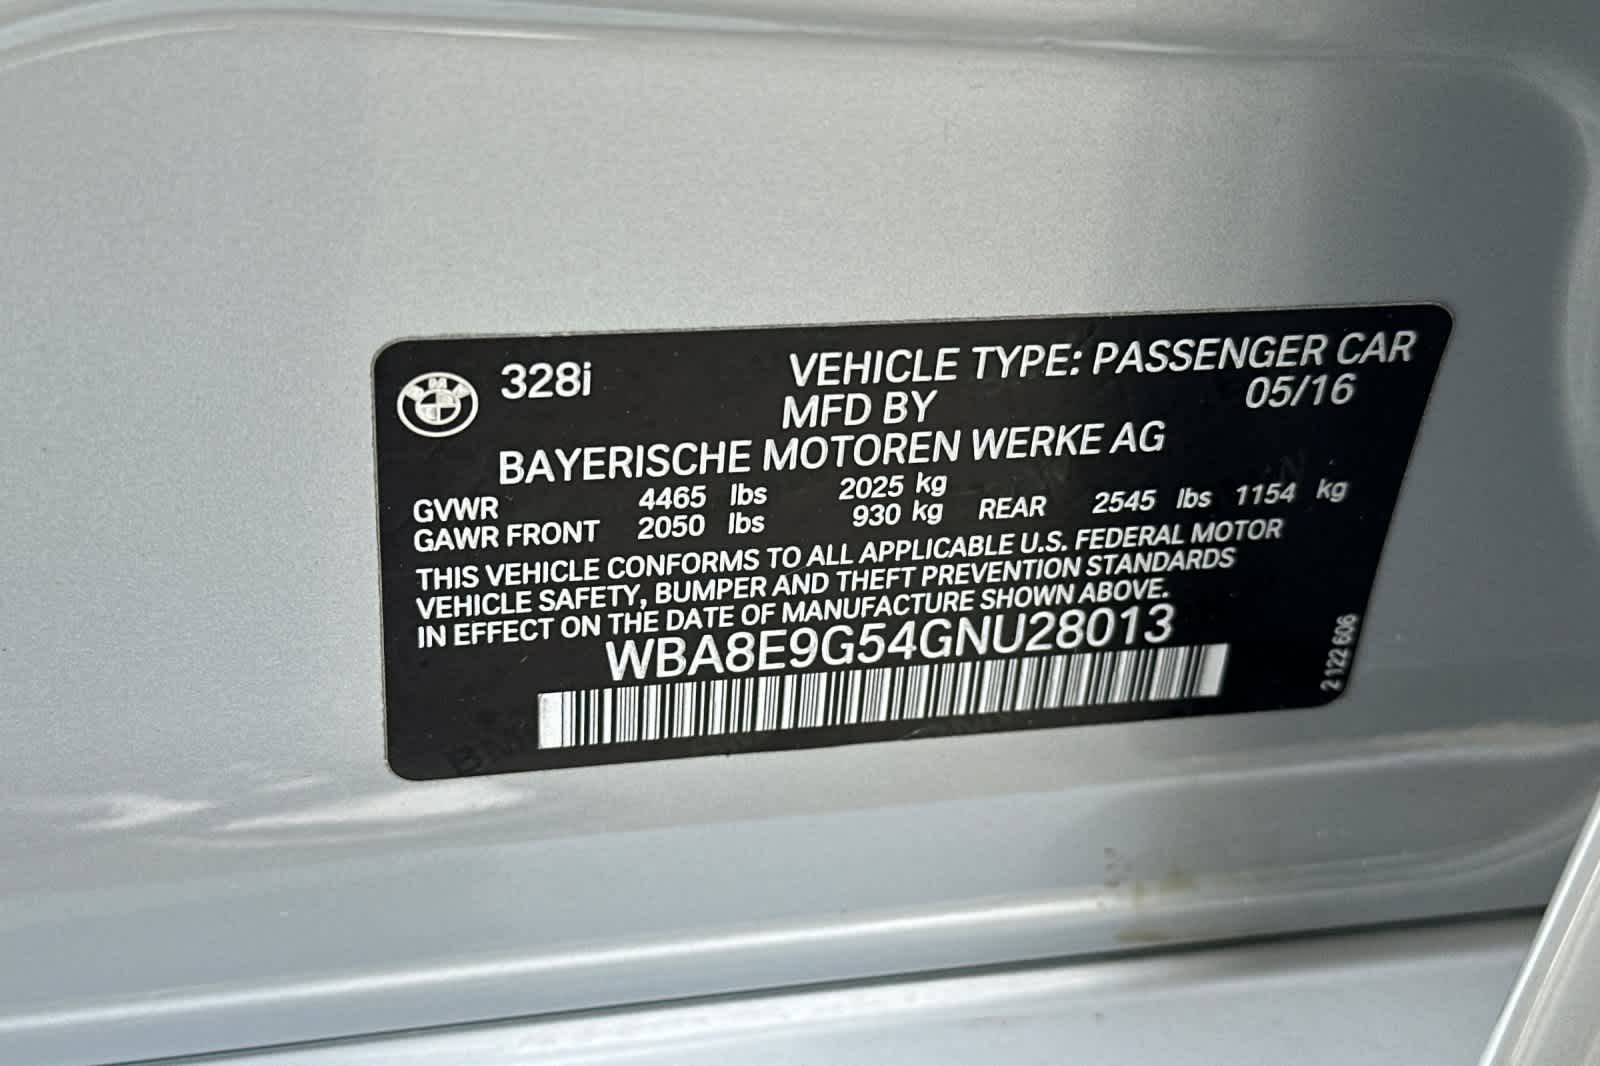 BMW
328i VEHICLE TYPE: PASSENGER CAR
MFD BY 05/16
BAYERISCHE MOTOREN WERKE AG
GVWR 4465 lbs 2025 kg
GAWR FRONT 2050 lbs 930 kg REAR 2545 lbs 1154 kg
THIS VEHICLE CONFORMS TO ALL APPLICABLE U.S. FEDERAL MOTOR
VEHICLE SAFETY, BUMPER AND THEFT PREVENTION STANDARDS
IN EFFECT ON THE DATE OF MANUFACTURE SHOWN ABOVE.
WBA8E9G54GNU28013
2 122 606